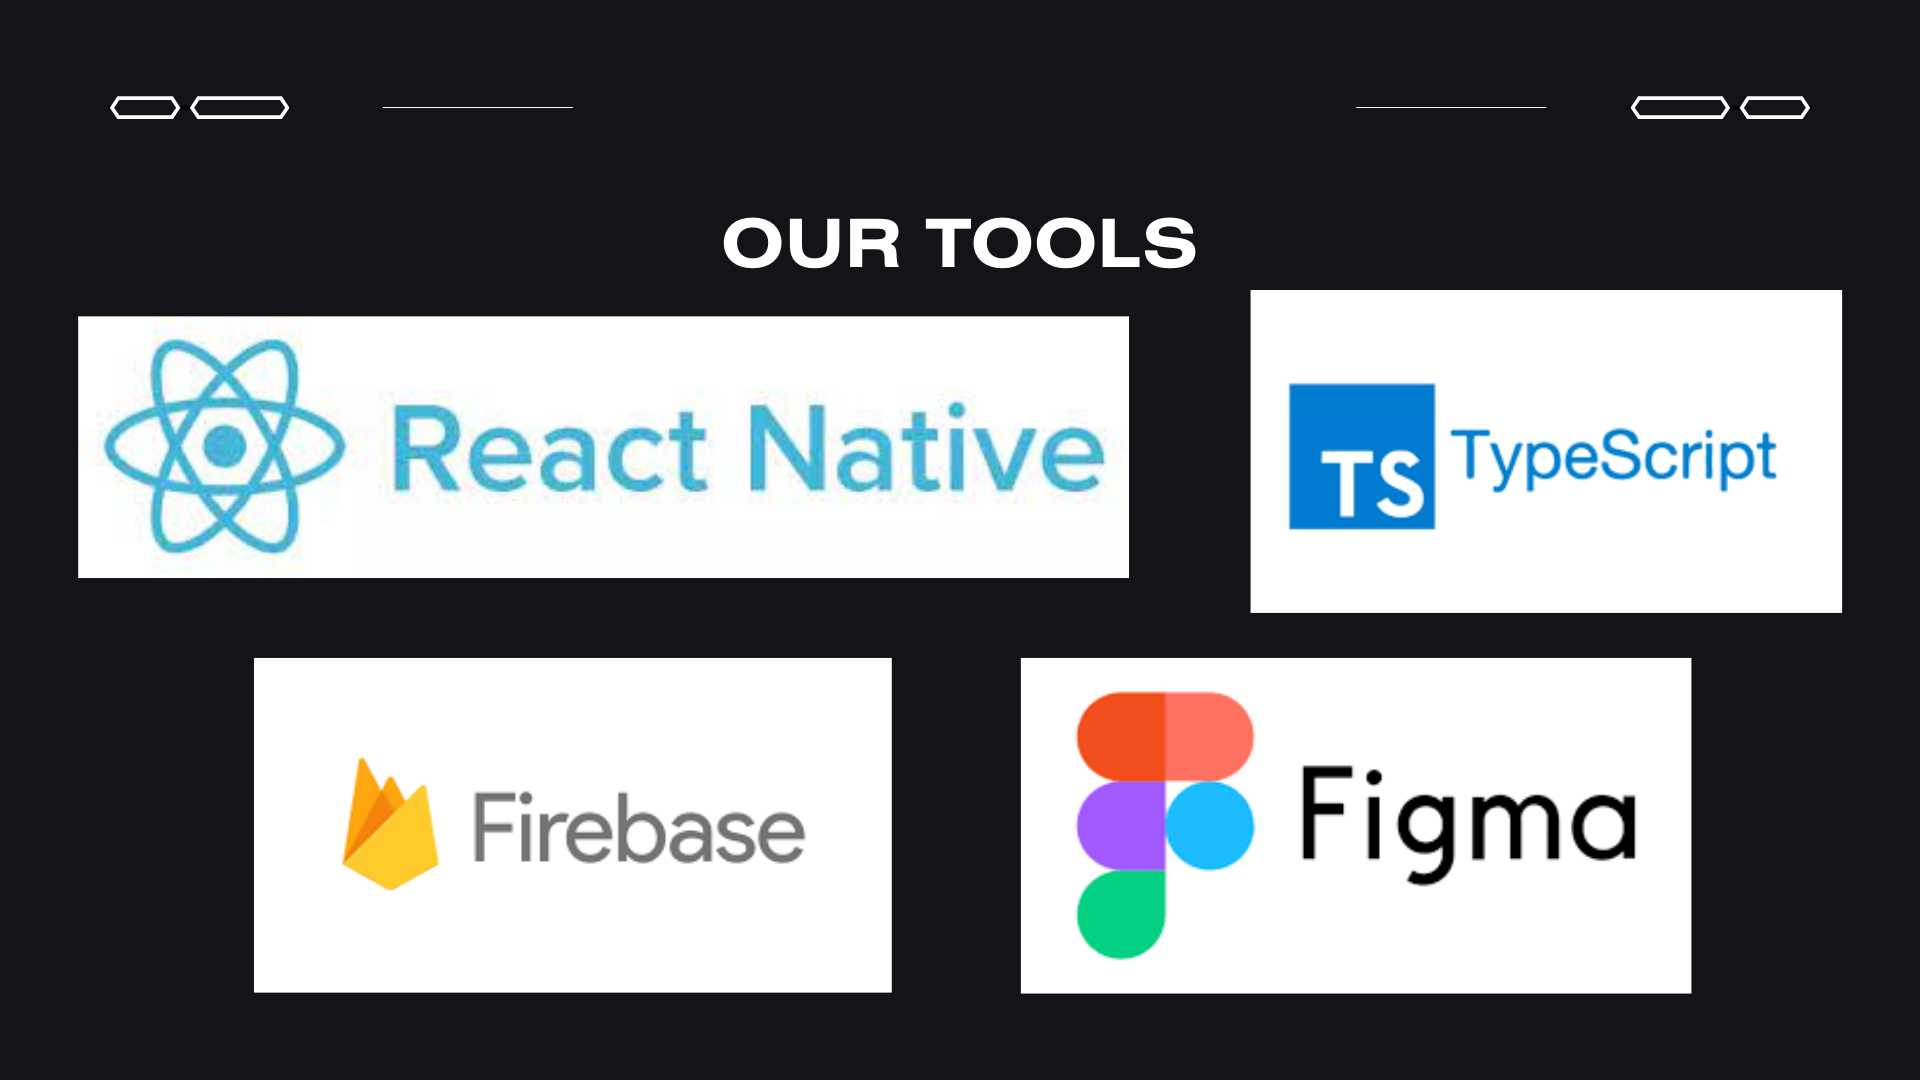 OUR TOOLS
React Native
TS TypeScript
Firebase
Figma